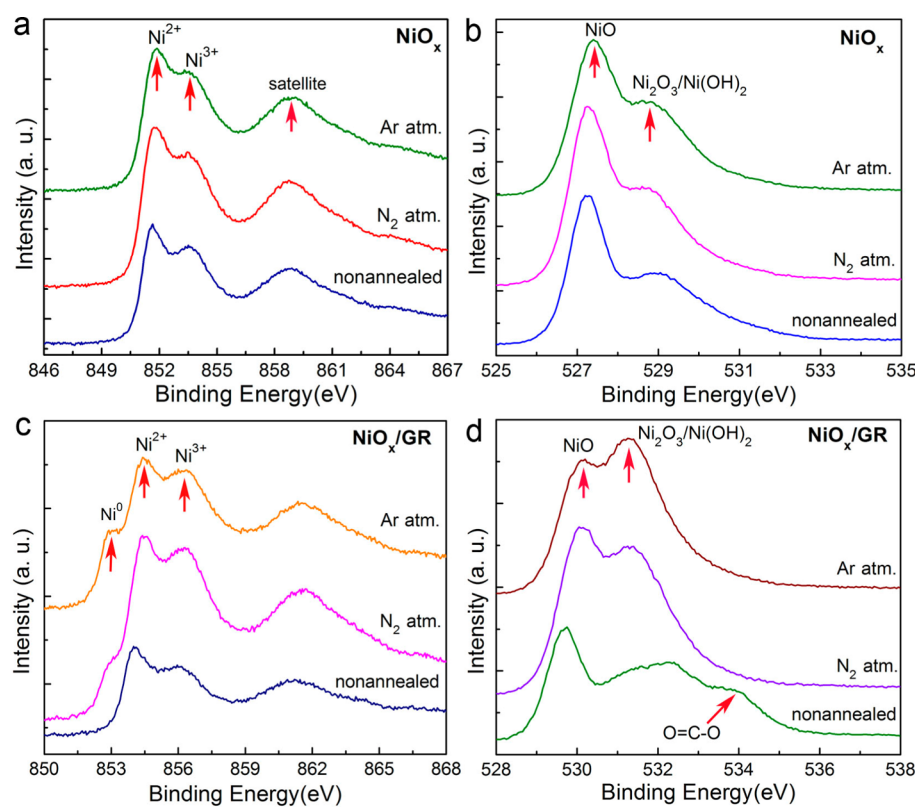 a
Ni²⁺
Ni³⁺
NiOₓ
satellite
Ar atm.
N₂ atm.
nonannealed
Intensity (a. u.)
846 849 852 855 858 861 864 867
Binding Energy(eV)
b
NiO
NiOₓ
Ni₂O₃/Ni(OH)₂
Ar atm.
N₂ atm.
nonannealed
Intensity (a. u.)
525 527 529 531 533 535
Binding Energy(eV)
c
Ni²⁺
NiOₓ/GR
Ni³⁺
Ni⁰
Ar atm.
N₂ atm.
nonannealed
Intensity (a. u.)
850 853 856 859 862 865 868
Binding Energy(eV)
d
Ni₂O₃/Ni(OH)₂
NiOₓ/GR
NiO
Ar atm.
N₂ atm.
nonannealed
O=C-O
Intensity (a. u.)
528 530 532 534 536 538
Binding Energy(eV)